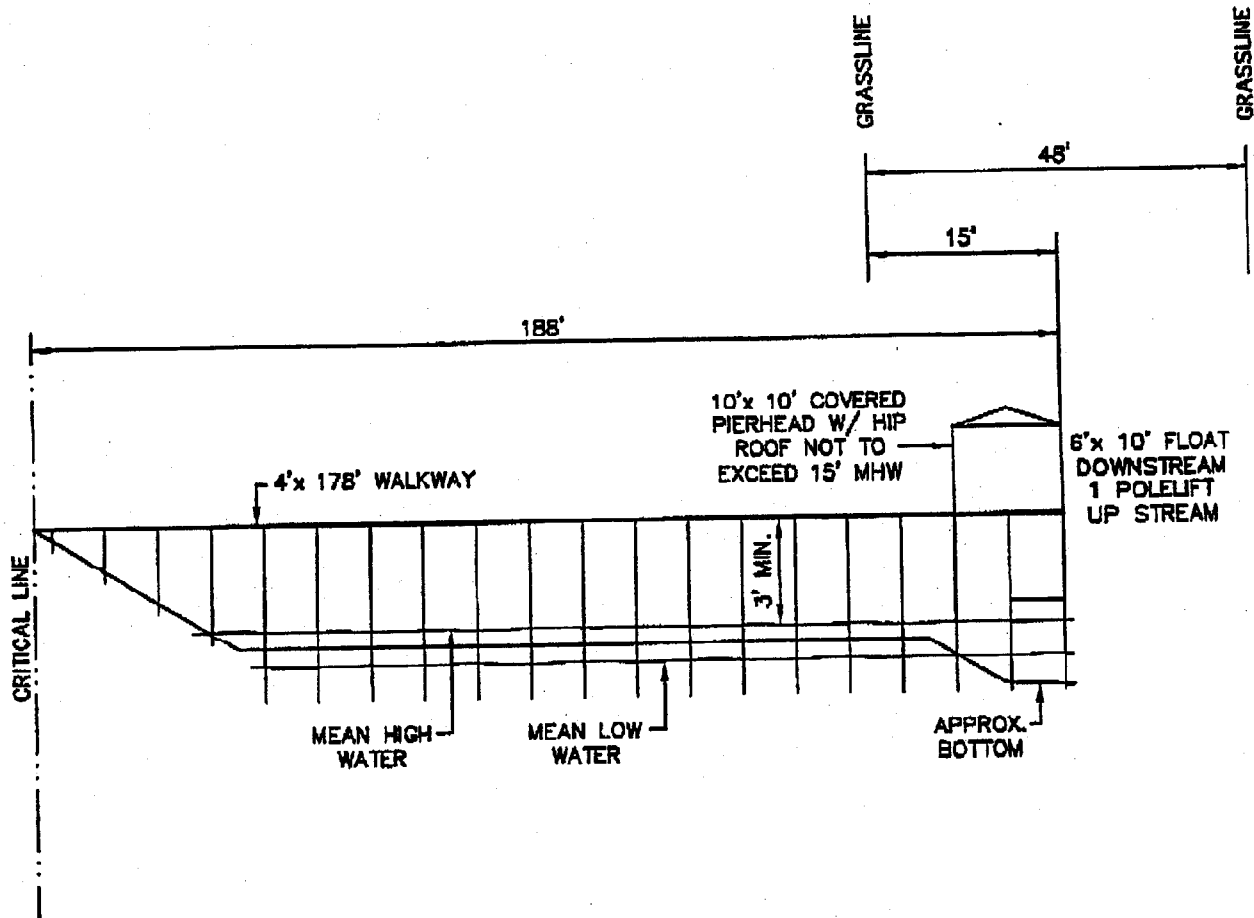 GRASSLINE
GRASSLINE
48'
15'
188'
10'x 10' COVERED
PIERHEAD W/ HIP
ROOF NOT TO
EXCEED 15' MHW
6'x 10' FLOAT
DOWNSTREAM
1 POLELIFT
UP STREAM
4'x 178' WALKWAY
3' MIN.
CRITICAL LINE
MEAN HIGH
WATER
MEAN LOW
WATER
APPROX.
BOTTOM